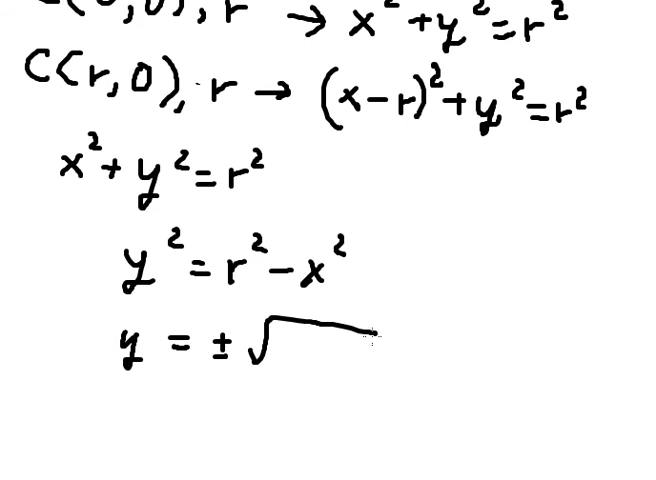 C(0,0), r → x²+y²=r²
C(r,0), r → (x-r)²+y²=r²
x²+y²=r²
y²=r²-x²
y = ±√